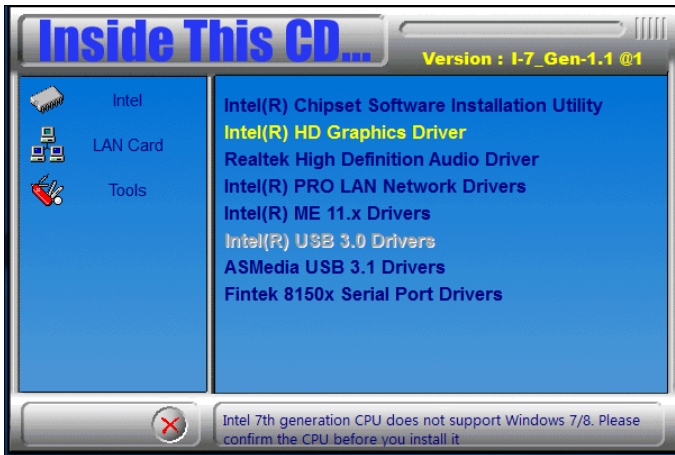 Inside This CD...
Version : I-7_Gen-1.1 @1
Intel
LAN Card
Tools
Intel(R) Chipset Software Installation Utility
Intel(R) HD Graphics Driver
Realtek High Definition Audio Driver
Intel(R) PRO LAN Network Drivers
Intel(R) ME 11.x Drivers
Intel(R) USB 3.0 Drivers
ASMedia USB 3.1 Drivers
Fintek 8150x Serial Port Drivers
Intel 7th generation CPU does not support Windows 7/8. Please
confirm the CPU before you install it